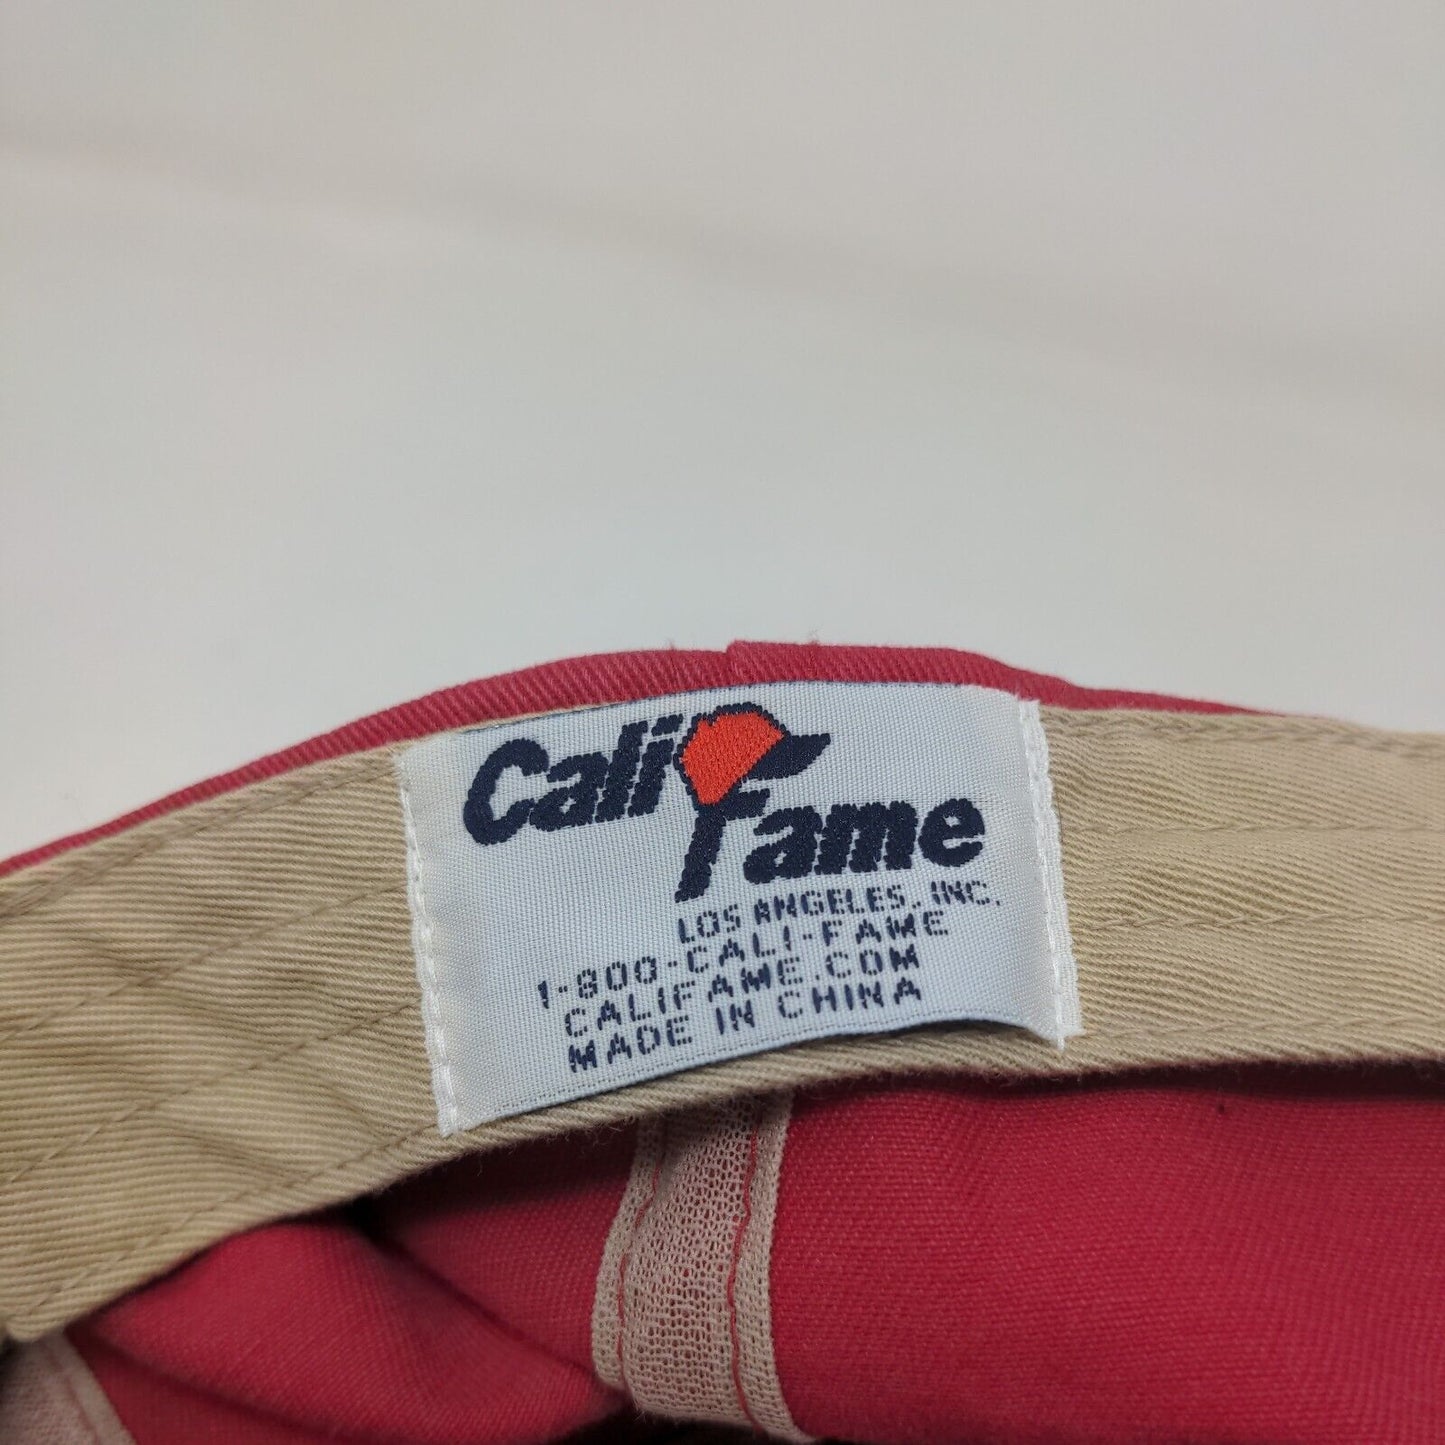 Cali
Fame
LOS ANGELES, INC.
1-800-CALI-FAME
CALIFAME.COM
MADE IN CHINA